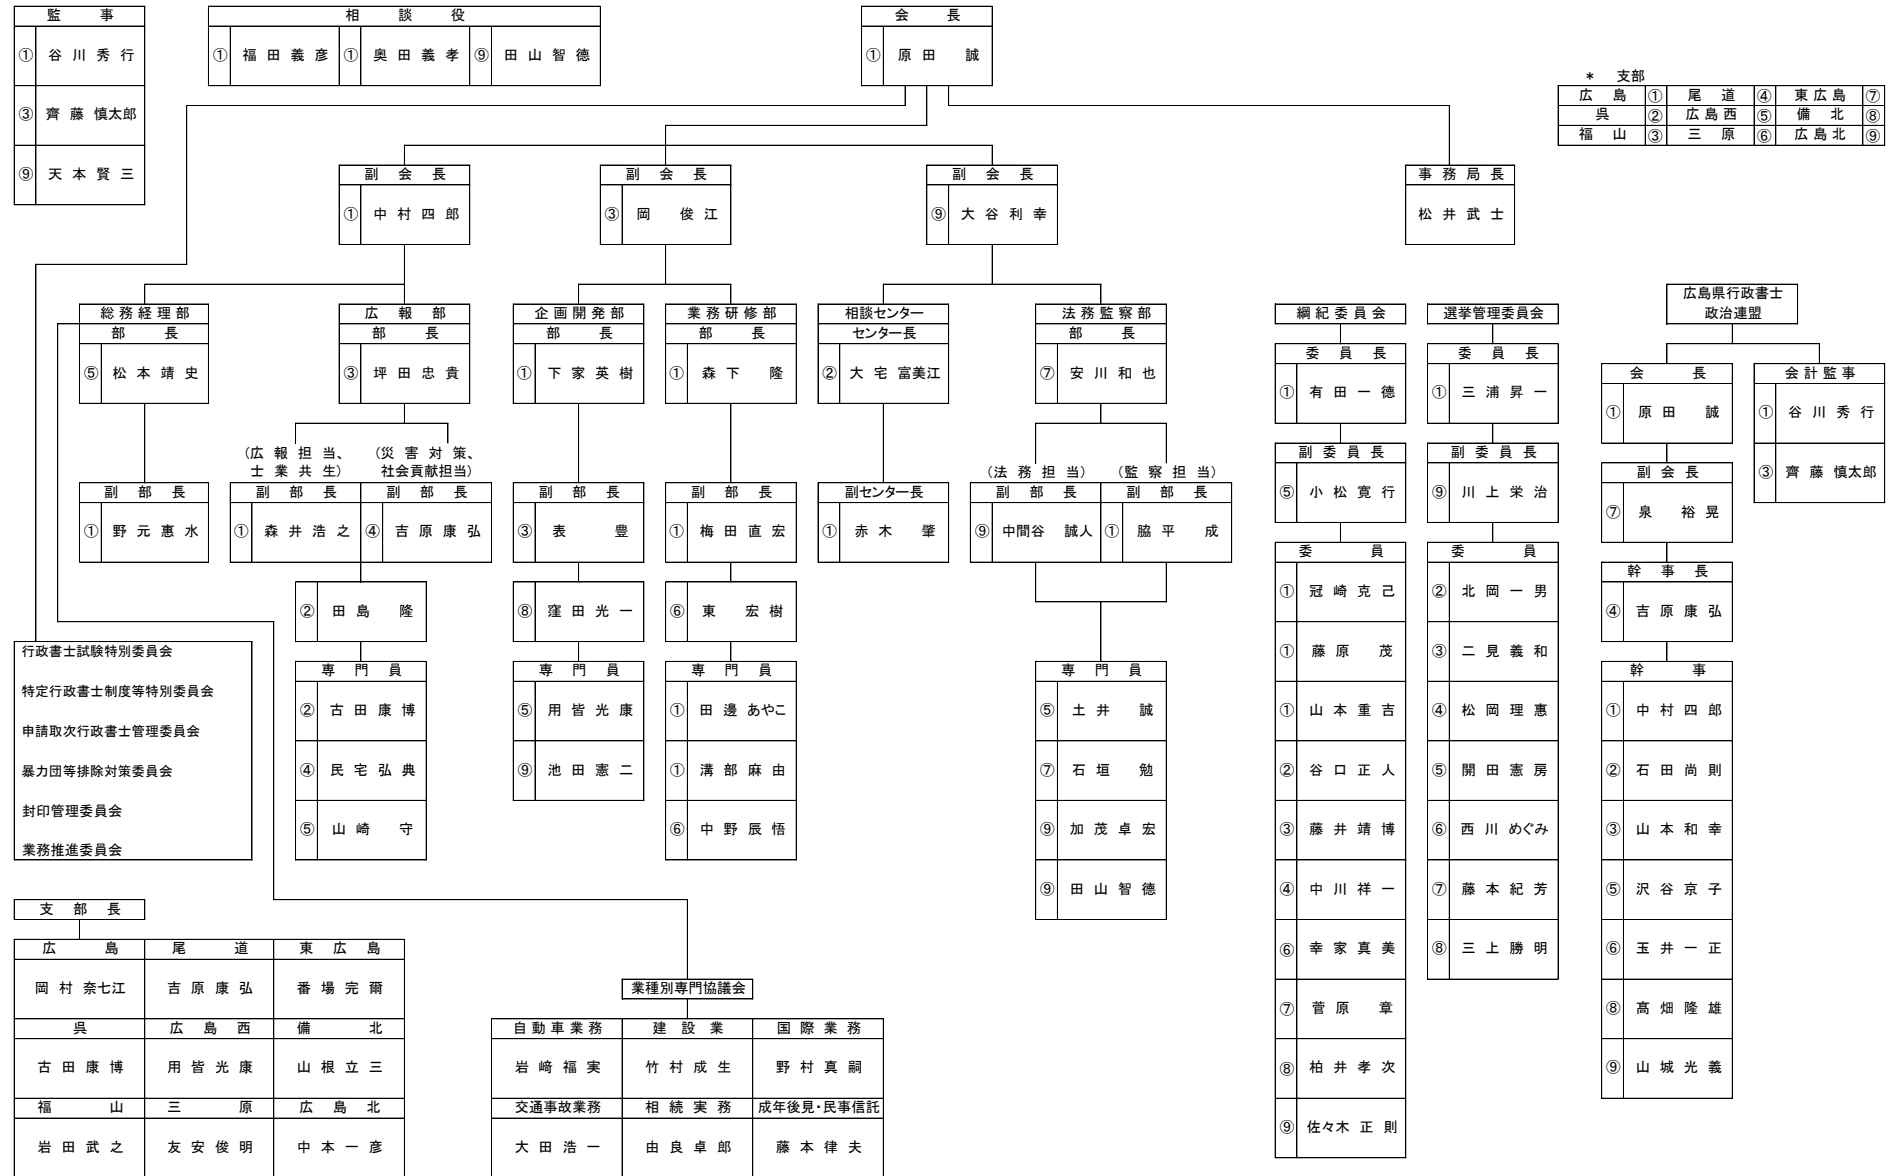 監事
① 谷川秀行
③ 齊藤慎太郎
⑨ 天本賢三
相談役
① 福田義彦 ① 奥田義孝 ⑨ 田山智德
会長
① 原田 誠
* 支部
広島 ① 尾道 ④ 東広島 ⑦
呉 ② 広島西 ⑤ 備北 ⑧
福山 ③ 三原 ⑥ 広島北 ⑨
副会長
① 中村四郎
副会長
③ 岡 俊江
副会長
⑨ 大谷利幸
事務局長
松井武士
総務経理部
部長
⑤ 松本靖史
副部長
① 野元惠水
広報部
部長
③ 坪田忠貴
(広報担当、
士業共生)
副部長
① 森井浩之
(災害対策、
社会貢献担当)
副部長
④ 吉原康弘
② 田島 隆
専門員
② 古田康博
④ 民宅弘典
⑤ 山崎 守
企画開発部
部長
① 下家英樹
副部長
③ 表 豊
⑧ 窪田光一
専門員
⑤ 用皆光康
⑨ 池田憲二
業務研修部
部長
① 森下 隆
副部長
① 梅田直宏
⑥ 東 宏樹
専門員
① 田邊あやこ
① 溝部麻由
⑥ 中野辰悟
相談センター
センター長
② 大宅富美江
副センター長
① 赤木 肇
法務監察部
部長
⑦ 安川和也
(法務担当)
副部長
⑨ 中間谷 誠人
(監察担当)
副部長
① 脇平 成
専門員
⑤ 土井 誠
⑦ 石垣 勉
⑨ 加茂卓宏
⑨ 田山智德
綱紀委員会
委員長
① 有田一德
副委員長
⑤ 小松寛行
委員
① 冠崎克己
① 藤原 茂
① 山本重吉
② 谷口正人
③ 藤井靖博
④ 中川祥一
⑥ 幸家真美
⑦ 菅原 章
⑧ 柏井孝次
⑨ 佐々木正則
選挙管理委員会
委員長
① 三浦昇一
副委員長
⑨ 川上栄治
委員
② 北岡一男
③ 二見義和
④ 松岡理惠
⑤ 開田憲房
⑥ 西川めぐみ
⑦ 藤本紀芳
⑧ 三上勝明
広島県行政書士
政治連盟
会長
① 原田 誠
副会長
⑦ 泉 裕晃
幹事長
④ 吉原康弘
幹事
① 中村四郎
② 石田尚則
③ 山本和幸
⑤ 沢谷京子
⑥ 玉井一正
⑧ 髙畑隆雄
⑨ 山城光義
会計監事
① 谷川秀行
③ 齊藤慎太郎
行政書士試験特別委員会
特定行政書士制度等特別委員会
申請取次行政書士管理委員会
暴力団等排除対策委員会
封印管理委員会
業務推進委員会
支部長
広島 尾道 東広島
岡村奈七江 吉原康弘 番場完爾
呉 広島西 備北
古田康博 用皆光康 山根立三
福山 三原 広島北
岩田武之 友安俊明 中本一彦
業種別専門協議会
自動車業務 建設業 国際業務
岩﨑福実 竹村成生 野村真嗣
交通事故業務 相続実務 成年後見・民事信託
大田浩一 由良卓郎 藤本律夫